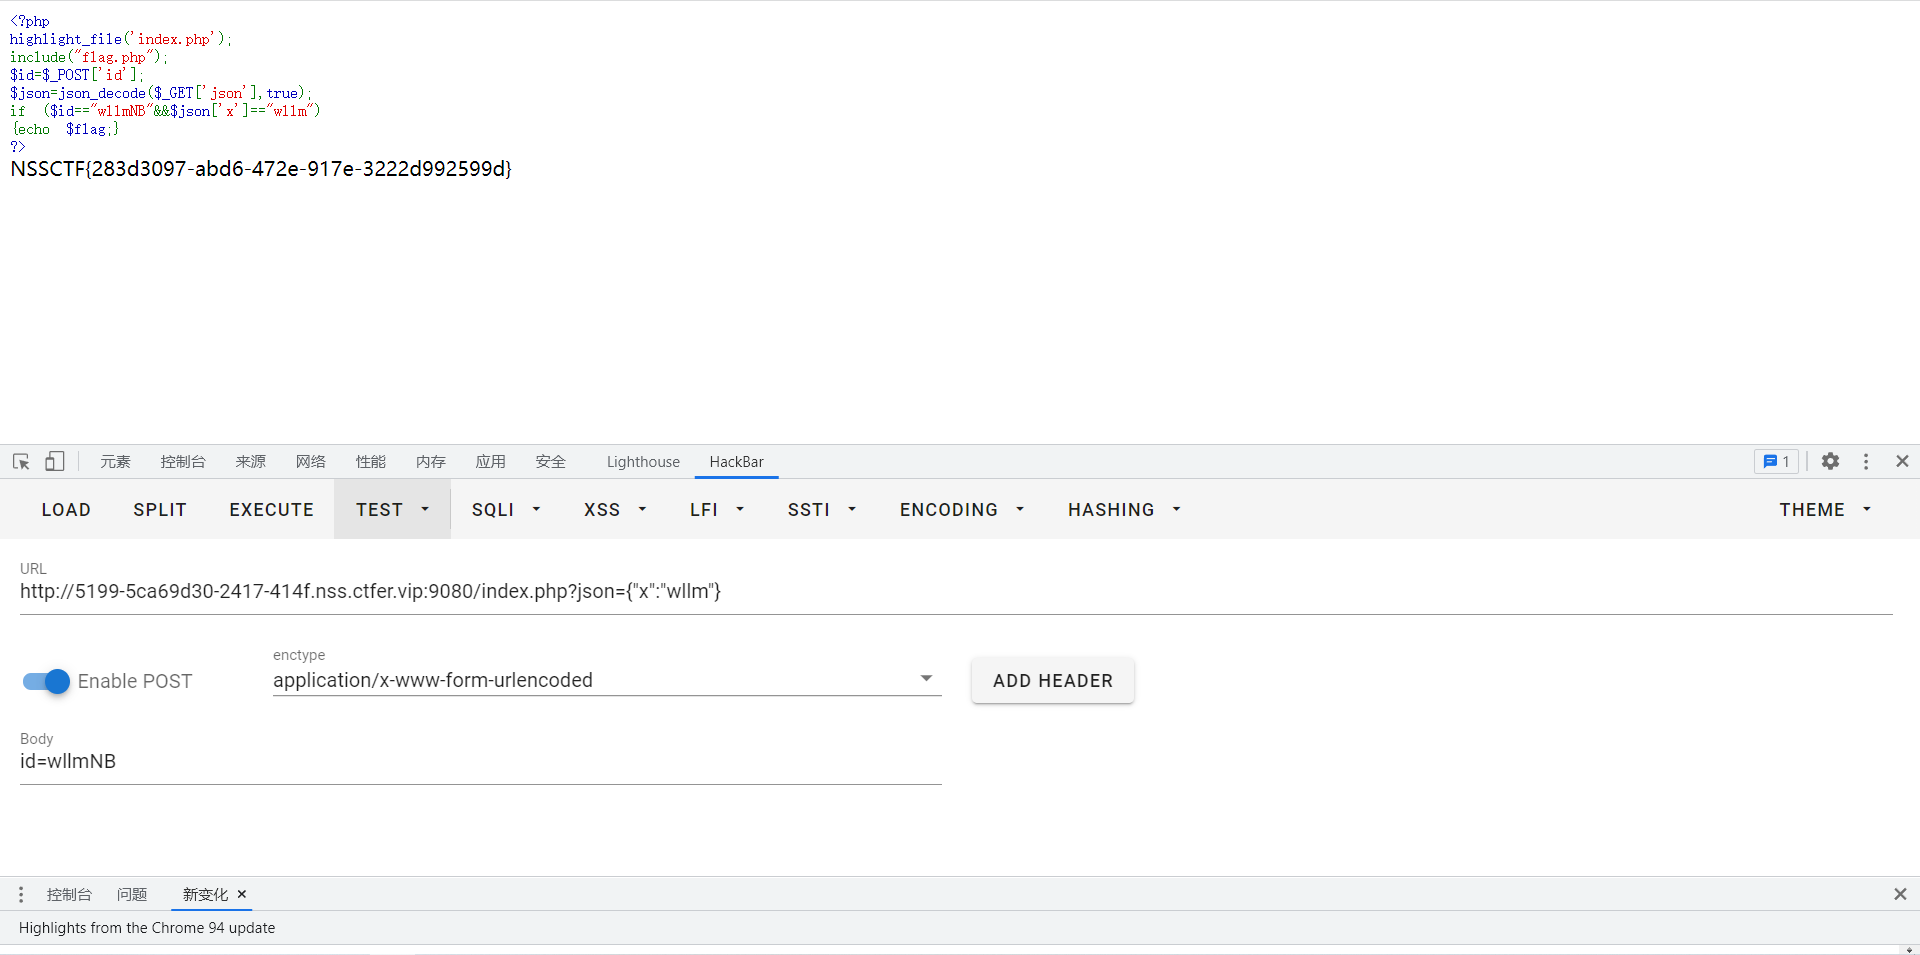 <?php
highlight_file('index.php');
include("flag.php");
$id=$_POST['id'];
$json=json_decode($_GET['json'],true);
if  ($id=="wllmNB"&&$json['x']=="wllm")
{echo  $flag;}
?>
NSSCTF{283d3097-abd6-472e-917e-3222d992599d}
元素 控制台 来源 网络 性能 内存 应用 安全 Lighthouse HackBar 1
LOAD SPLIT EXECUTE TEST SQLI XSS LFI SSTI ENCODING HASHING THEME
URL
http://5199-5ca69d30-2417-414f.nss.ctfer.vip:9080/index.php?json={"x":"wllm"}
enctype
Enable POST application/x-www-form-urlencoded ADD HEADER
Body
id=wllmNB
控制台 问题 新变化
Highlights from the Chrome 94 update